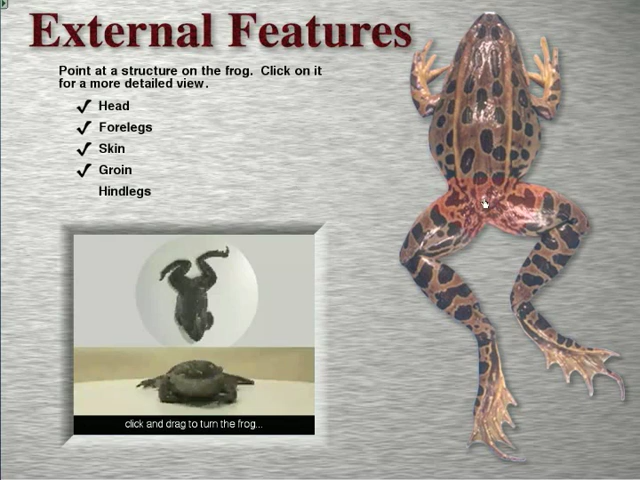 External Features
Point at a structure on the frog. Click on it
for a more detailed view.
Head
Forelegs
Skin
Groin
Hindlegs
click and drag to turn the frog...